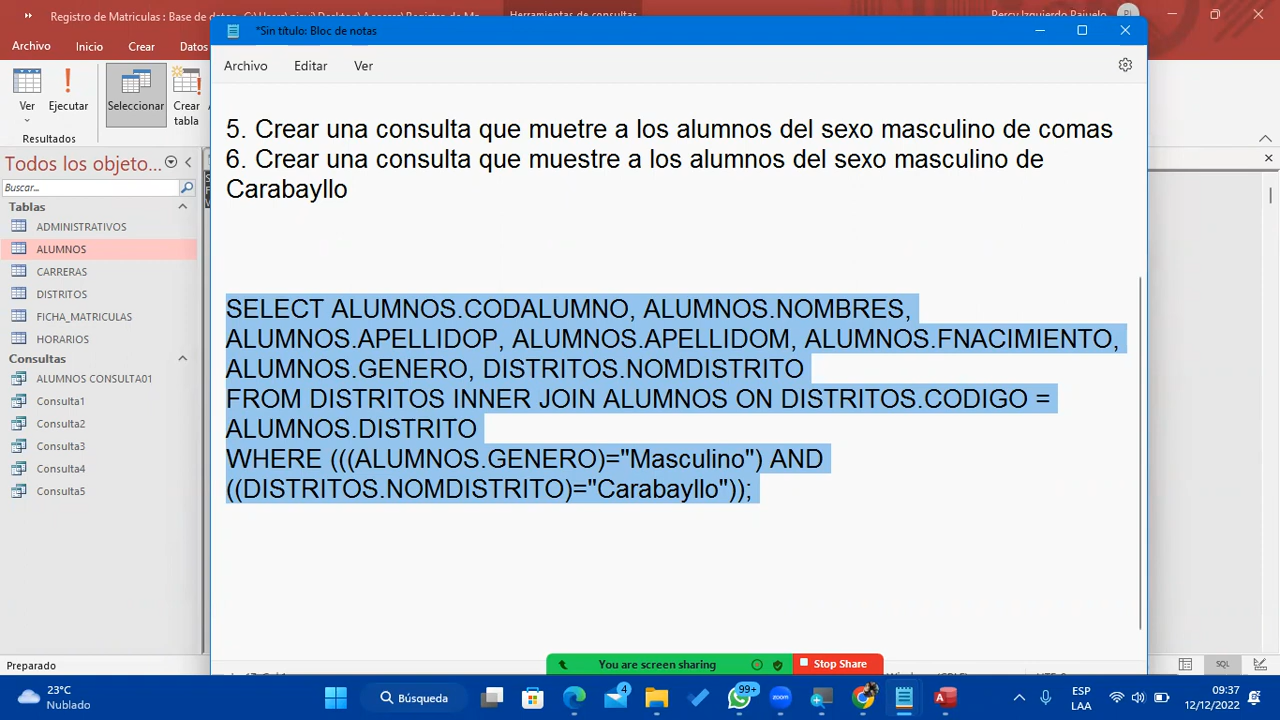 Registro de Matriculas : Base de datos
Herramientas de consultas
Percy Izquierdo Pajuelo
*Sin título: Bloc de notas
Archivo
Inicio
Crear
Datos
Archivo
Editar
Ver
Ver
Ejecutar
Seleccionar
Crear tabla
Resultados
Todos los objeto...
Buscar...
Tablas
ADMINISTRATIVOS
ALUMNOS
CARRERAS
DISTRITOS
FICHA_MATRICULAS
HORARIOS
Consultas
ALUMNOS CONSULTA01
Consulta1
Consulta2
Consulta3
Consulta4
Consulta5
5. Crear una consulta que muetre a los alumnos del sexo masculino de comas
6. Crear una consulta que muestre a los alumnos del sexo masculino de
Carabayllo
SELECT ALUMNOS.CODALUMNO, ALUMNOS.NOMBRES,
ALUMNOS.APELLIDOP, ALUMNOS.APELLIDOM, ALUMNOS.FNACIMIENTO,
ALUMNOS.GENERO, DISTRITOS.NOMDISTRITO
FROM DISTRITOS INNER JOIN ALUMNOS ON DISTRITOS.CODIGO =
ALUMNOS.DISTRITO
WHERE (((ALUMNOS.GENERO)="Masculino") AND
((DISTRITOS.NOMDISTRITO)="Carabayllo"));
Preparado
You are screen sharing
Stop Share
SQL
23°C
Nublado
Búsqueda
4
99+
ESP
LAA
09:37
12/12/2022